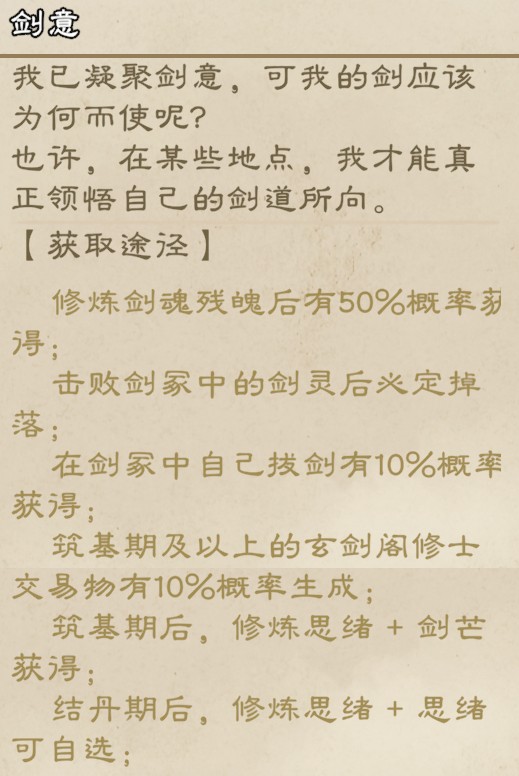 剑意
我已凝聚剑意，可我的剑应该
为何而使呢？
也许，在某些地点，我才能真
正领悟自己的剑道所向。
【获取途径】
修炼剑魂残魄后有50%概率获
得；
击败剑冢中的剑灵后必定掉
落；
在剑冢中自己拔剑有10%概率
获得；
筑基期及以上的玄剑阁修士
交易物有10%概率生成；
筑基期后，修炼思绪 + 剑芒
获得；
结丹期后，修炼思绪 + 思绪
可自选；